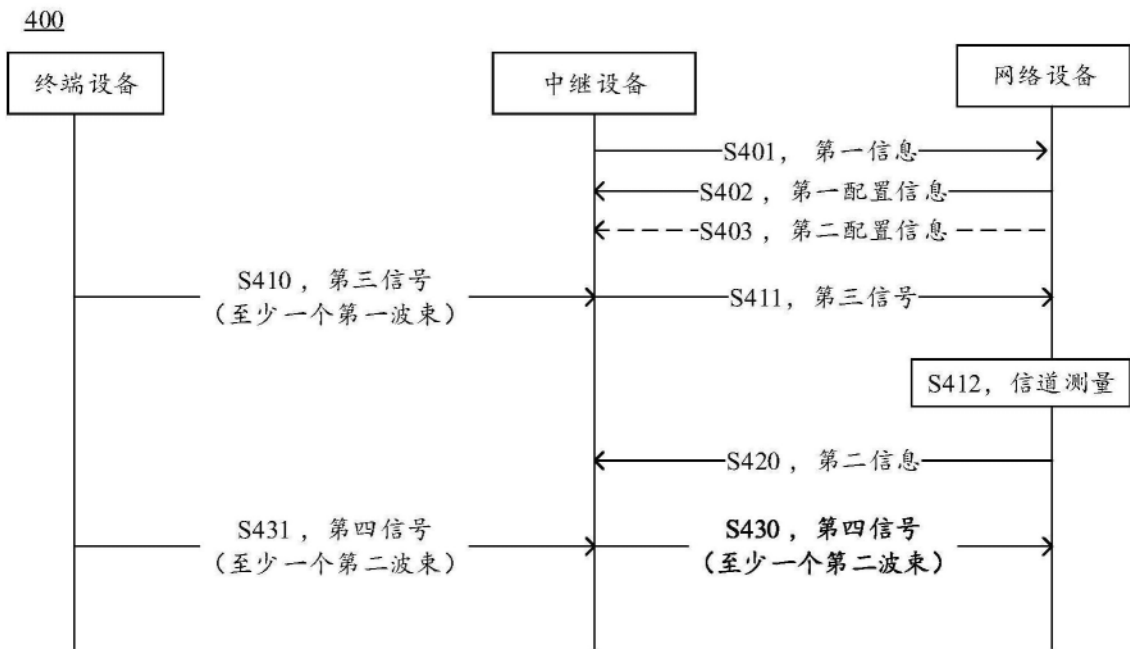 400
终端设备
中继设备
网络设备
S401，第一信息
S402，第一配置信息
S403，第二配置信息
S410，第三信号
（至少一个第一波束）
S411，第三信号
S412，信道测量
S420，第二信息
S431，第四信号
（至少一个第二波束）
S430，第四信号
（至少一个第二波束）